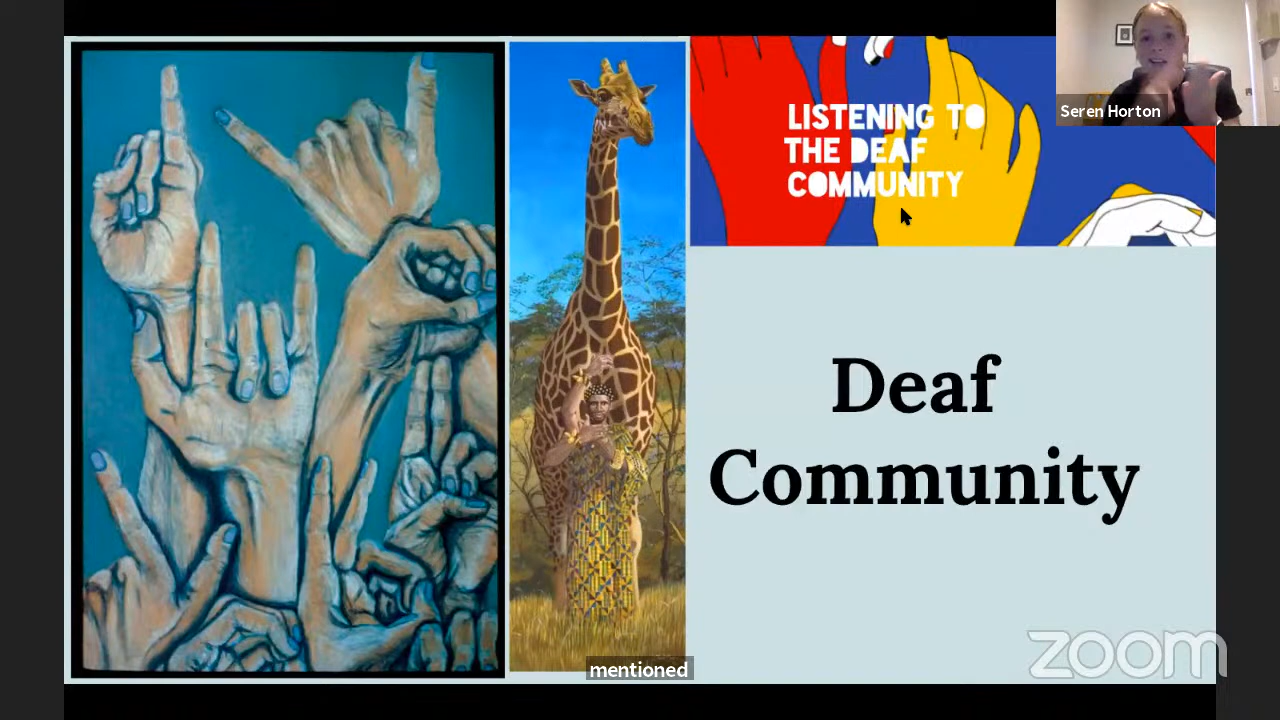 LISTENING TO
THE DEAF
COMMUNITY
Seren Horton
Deaf
Community
mentioned
zoom